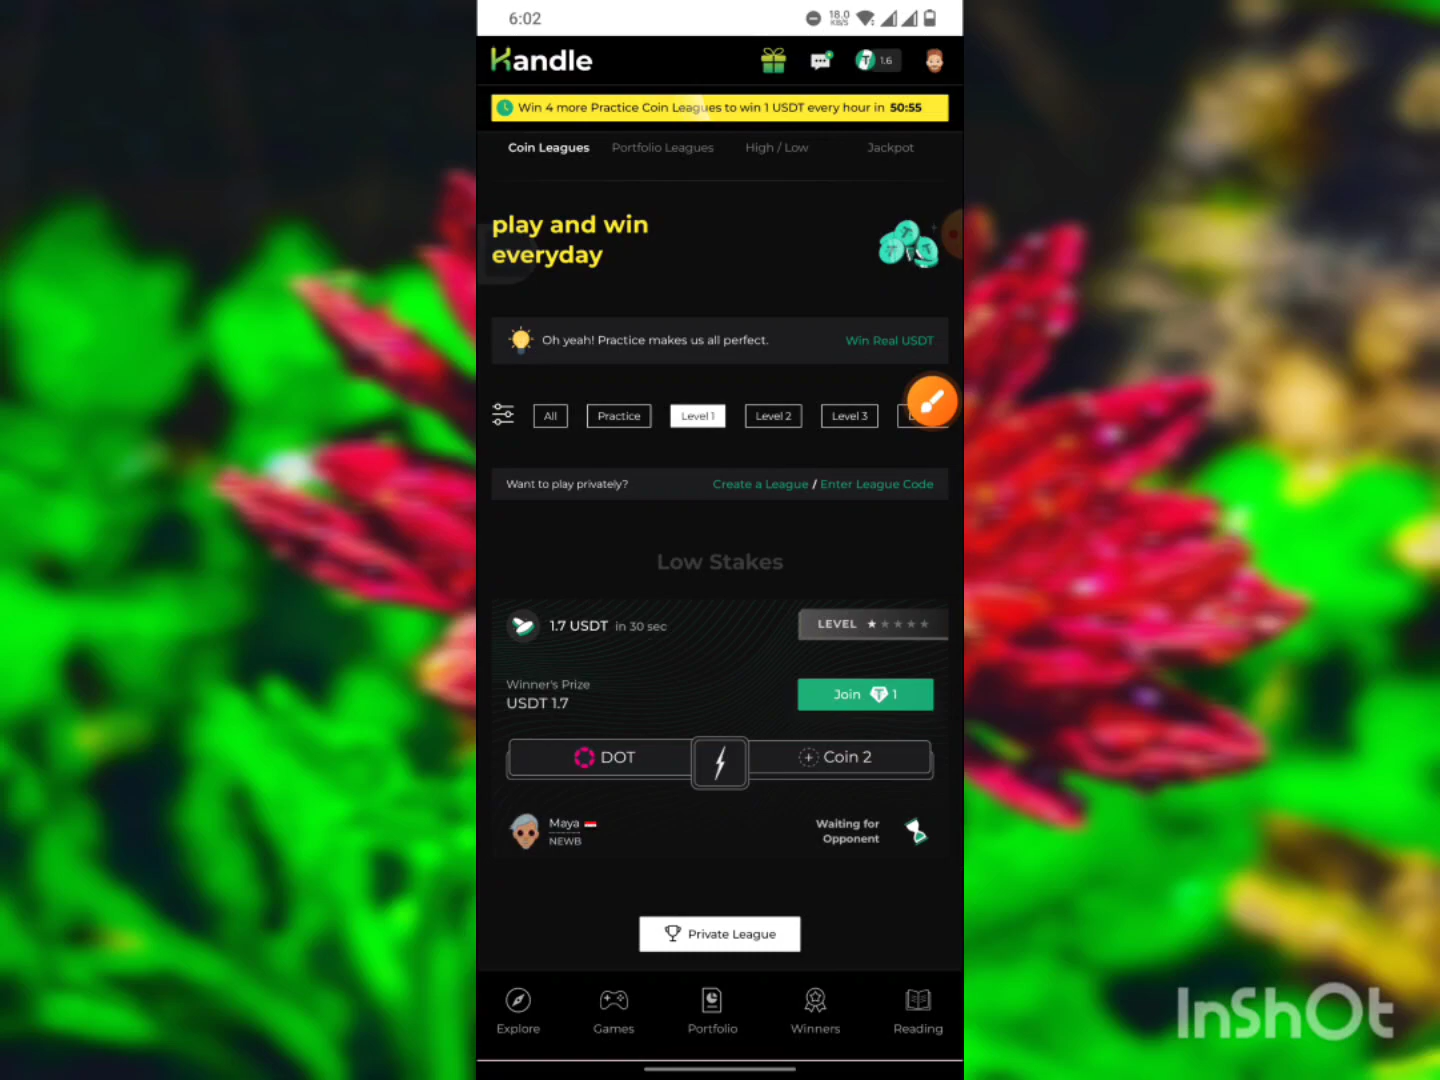 6:02
18.0
KB/S
Kandle
1.6
Win 4 more Practice Coin Leagues to win 1 USDT every hour in 50:55
Coin Leagues
Portfolio Leagues
High / Low
Jackpot
play and win
everyday
Oh yeah! Practice makes us all perfect.
Win Real USDT
All
Practice
Level 1
Level 2
Level 3
Want to play privately?
Create a League / Enter League Code
Low Stakes
1.7 USDT in 30 sec
LEVEL
Winner's Prize
USDT 1.7
Join 1
DOT
Coin 2
Maya
NEWB
Waiting for
Opponent
Private League
Explore
Games
Portfolio
Winners
Reading
InShOt